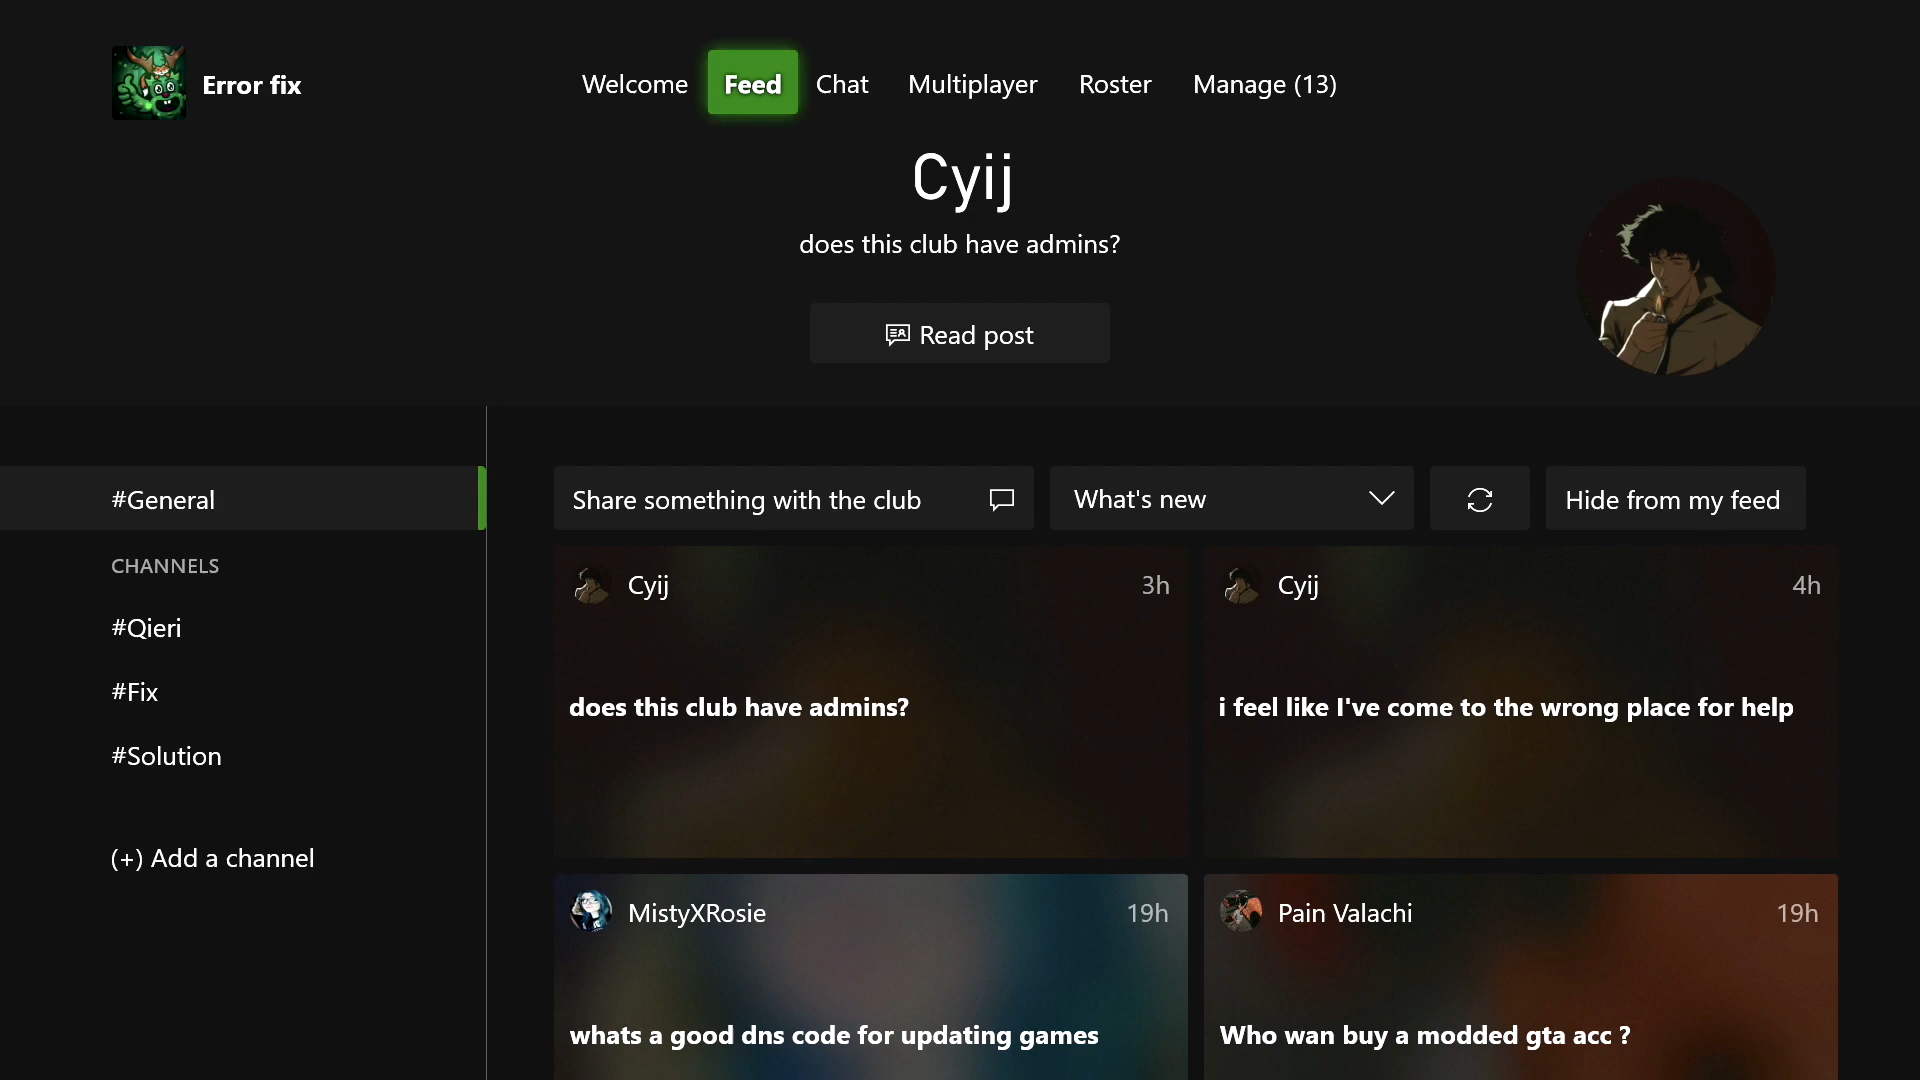 Error fix
Welcome
Feed
Chat
Multiplayer
Roster
Manage (13)
Cyij
does this club have admins?
Read post
#General
CHANNELS
#Qieri
#Fix
#Solution
(+) Add a channel
Share something with the club
What's new
Hide from my feed
Cyij
3h
does this club have admins?
Cyij
4h
i feel like I've come to the wrong place for help
MistyXRosie
19h
whats a good dns code for updating games
Pain Valachi
19h
Who wan buy a modded gta acc ?